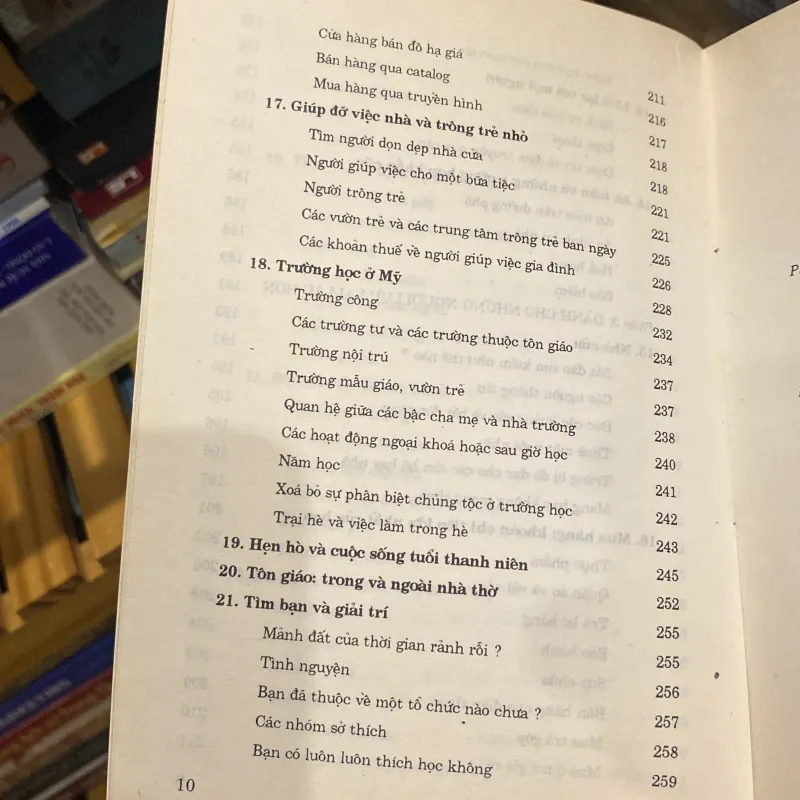 Cửa hàng bán đồ hạ giá 211
Bán hàng qua catalog 216
Mua hàng qua truyền hình 217
17. Giúp đỡ việc nhà và trông trẻ nhỏ 218
Tìm người dọn dẹp nhà cửa 218
Người giúp việc cho một bữa tiệc 221
Người trông trẻ 221
Các vườn trẻ và các trung tâm trông trẻ ban ngày 225
Các khoản thuế về người giúp việc gia đình 226
18. Trường học ở Mỹ 228
Trường công 232
Các trường tư và các trường thuộc tôn giáo 234
Trường nội trú 237
Trường mẫu giáo, vườn trẻ 237
Quan hệ giữa các bậc cha mẹ và nhà trường 238
Các hoạt động ngoại khoá hoặc sau giờ học 240
Năm học 241
Xoá bỏ sự phân biệt chủng tộc ở trường học 242
Trại hè và việc làm trong hè 243
19. Hẹn hò và cuộc sống tuổi thanh niên 245
20. Tôn giáo: trong và ngoài nhà thờ 252
21. Tìm bạn và giải trí 255
Mảnh đất của thời gian rảnh rỗi ? 255
Tình nguyện 256
Bạn đã thuộc về một tổ chức nào chưa ? 257
Các nhóm sở thích 258
Bạn có luôn luôn thích học không 259
10